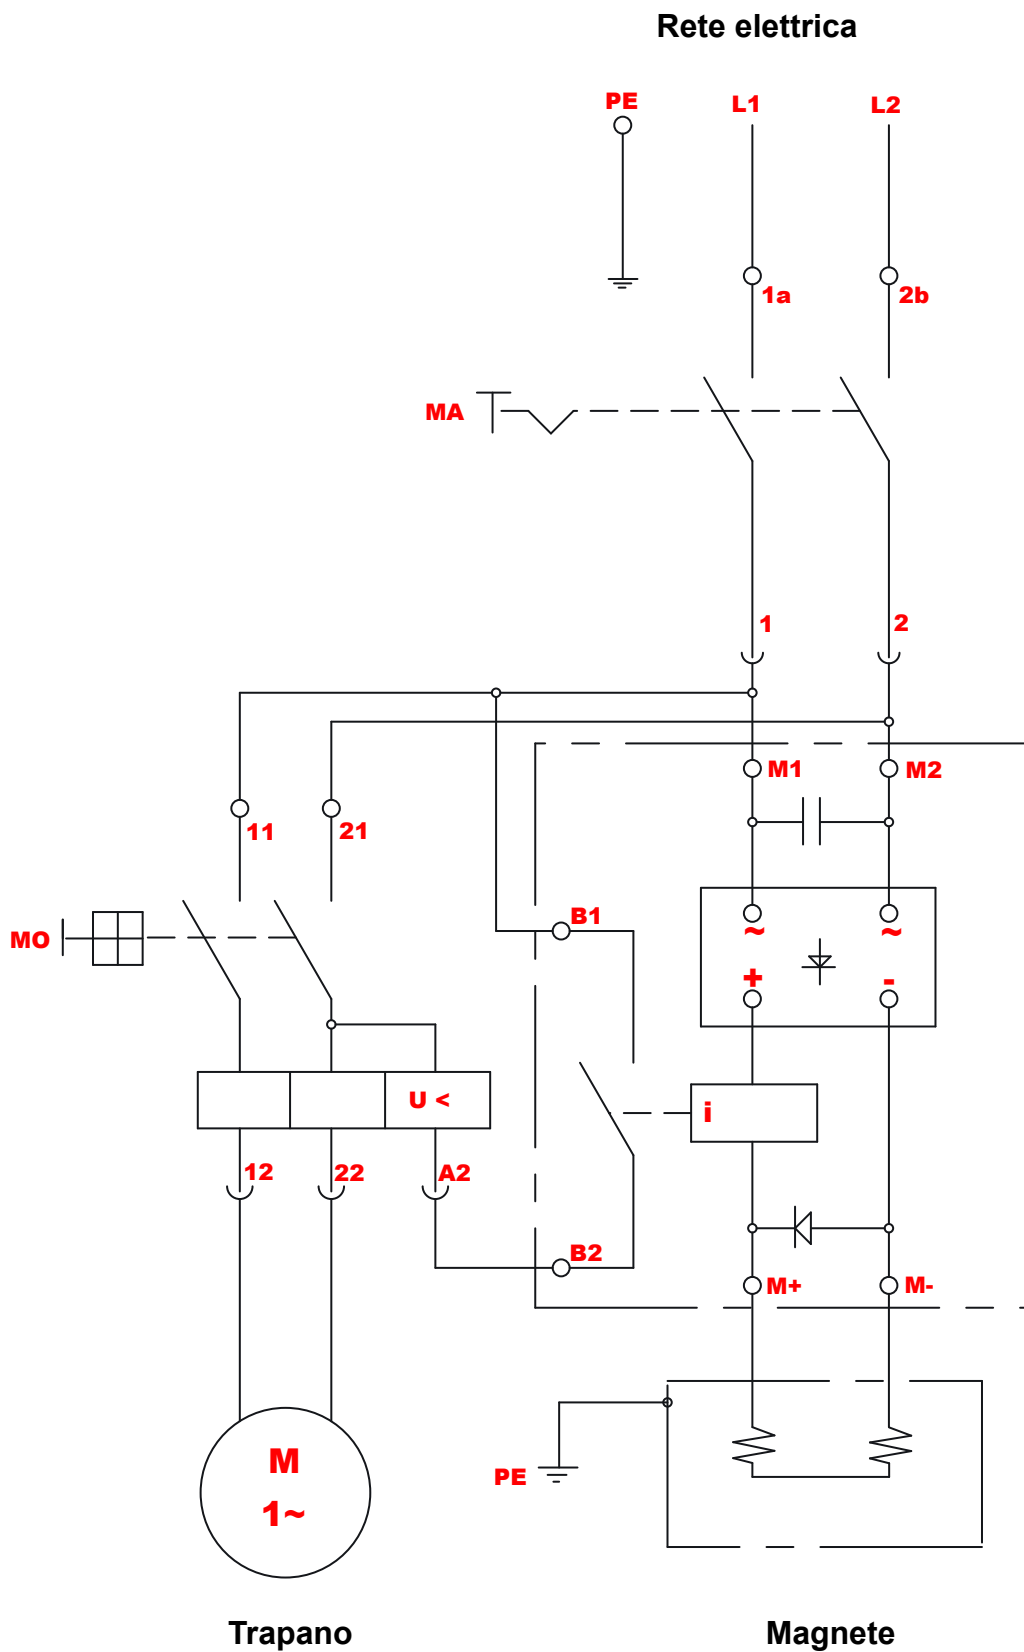 Rete elettrica
PE
L1
L2
1a
2b
MA
1
2
M1
M2
11
21
B1
MO
~
~
+
-
U <
i
12
22
A2
B2
M+
M-
M
1~
PE
Trapano
Magnete